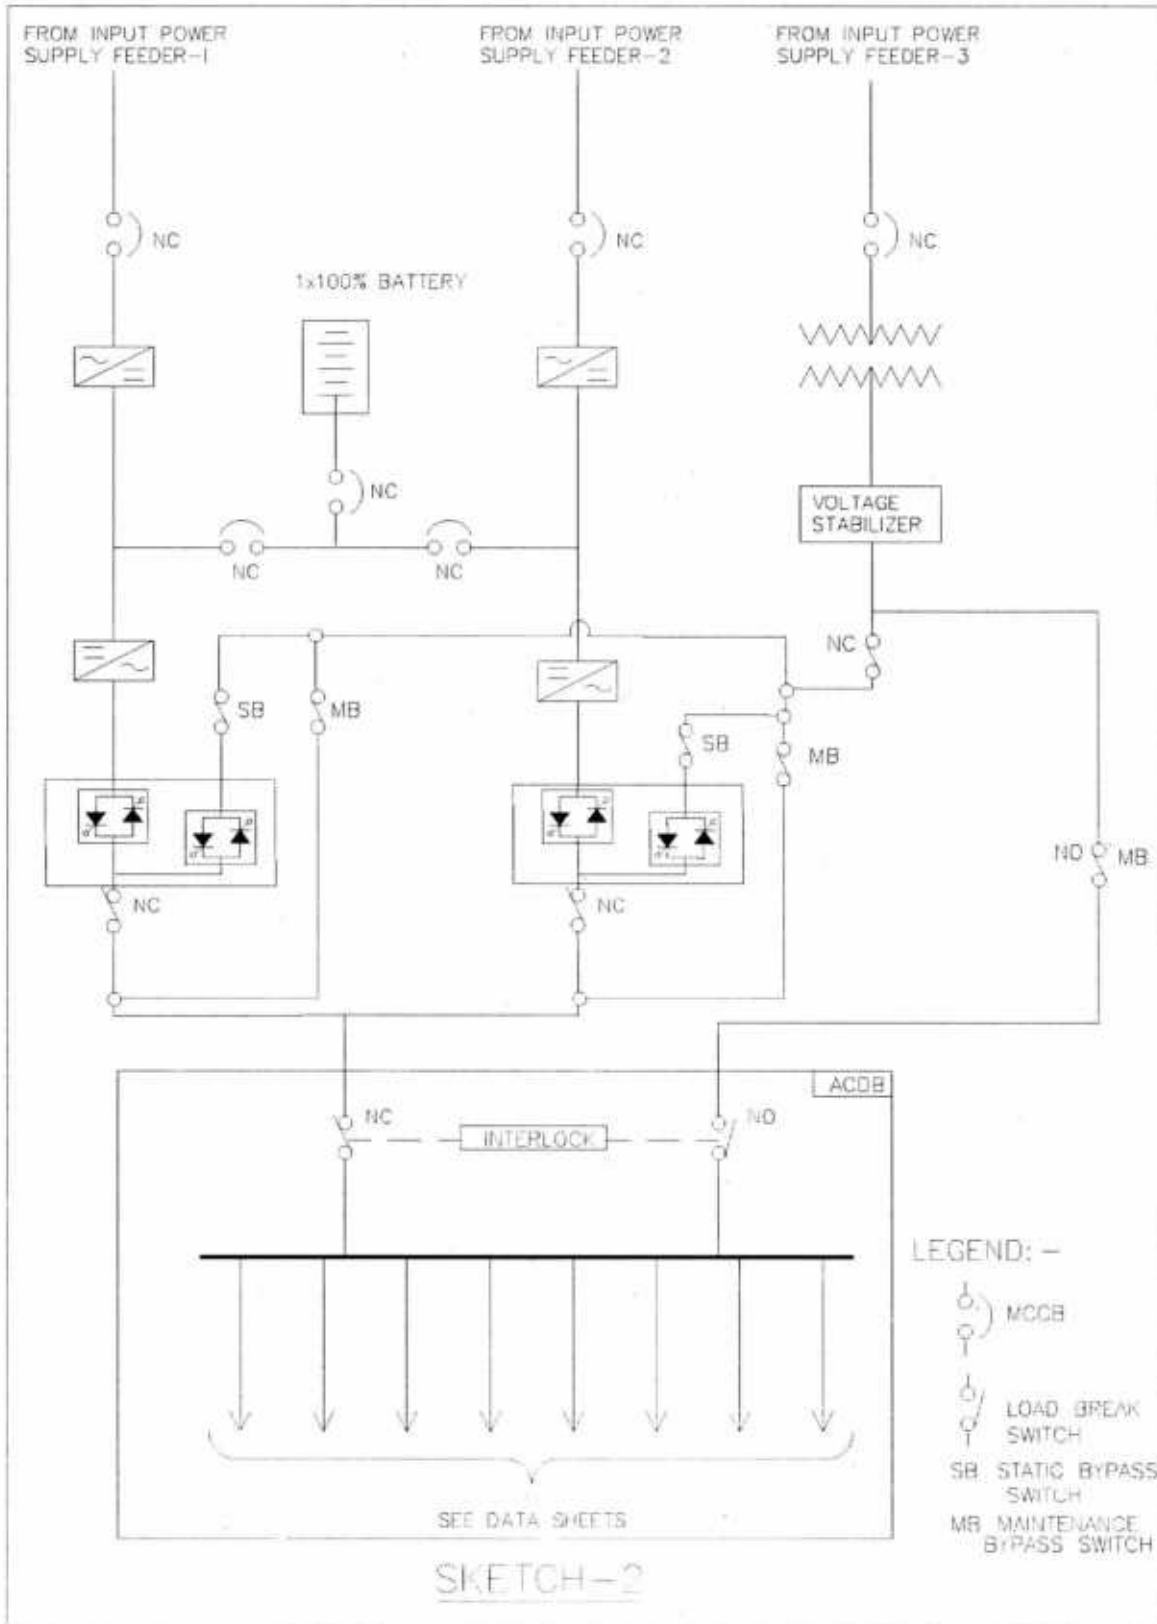 FROM INPUT POWER
SUPPLY FEEDER-1
FROM INPUT POWER
SUPPLY FEEDER-2
FROM INPUT POWER
SUPPLY FEEDER-3
NC
NC
NC
1x100% BATTERY
NC
VOLTAGE
STABILIZER
NC
NC
NC
SB
MB
SB
MB
NO
MB
NC
NC
ACDB
NC
INTERLOCK
NO
LEGEND: -
MCCB
LOAD BREAK
SWITCH
SB STATIC BYPASS
SWITCH
MB MAINTENANCE
BYPASS SWITCH
SEE DATA SHEETS
SKETCH-2